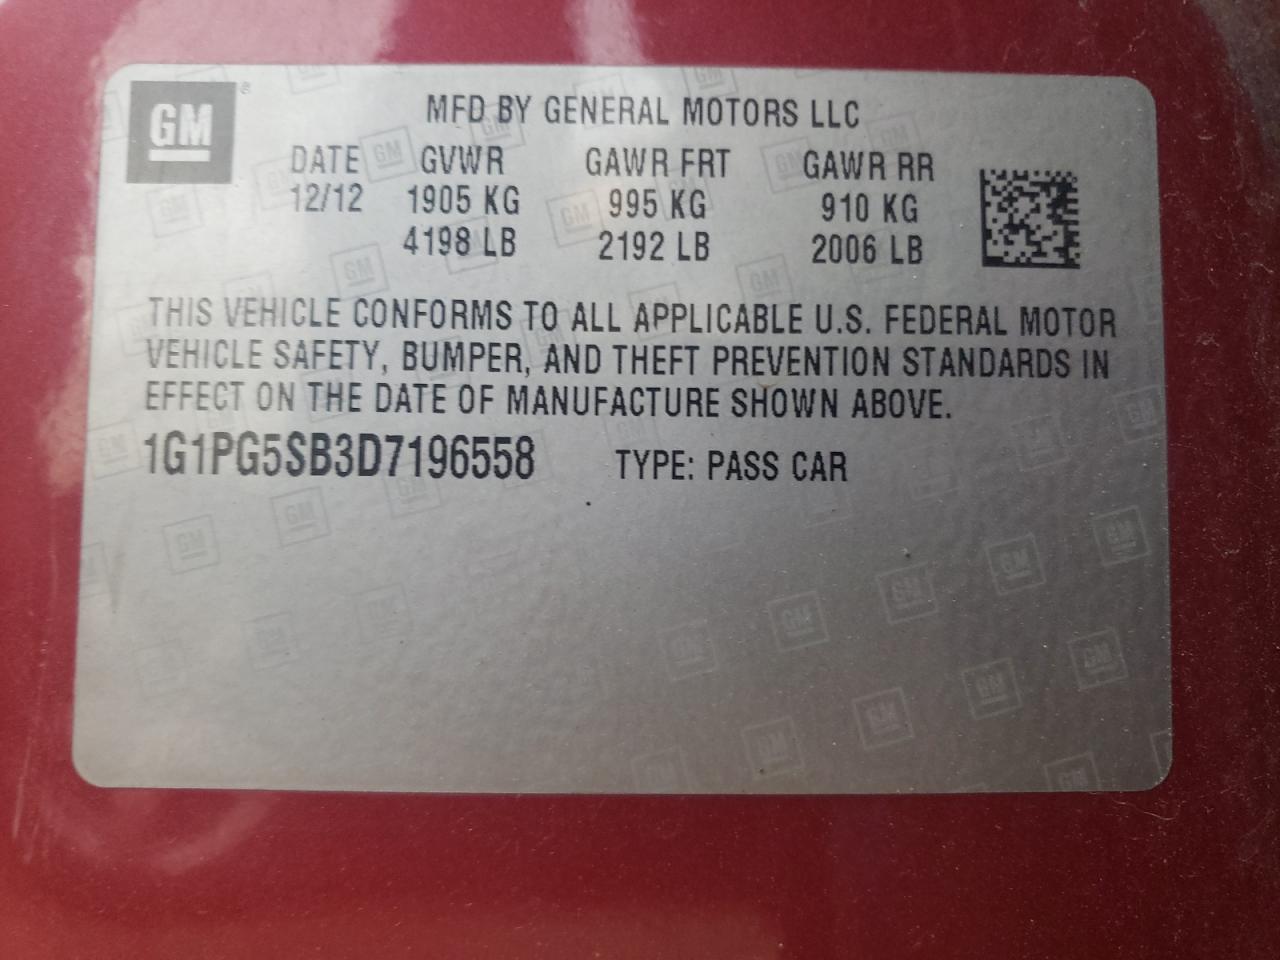 GM®
MFD BY GENERAL MOTORS LLC
DATE GVWR GAWR FRT GAWR RR
12/12 1905 KG 995 KG 910 KG
4198 LB 2192 LB 2006 LB
THIS VEHICLE CONFORMS TO ALL APPLICABLE U.S. FEDERAL MOTOR
VEHICLE SAFETY, BUMPER, AND THEFT PREVENTION STANDARDS IN
EFFECT ON THE DATE OF MANUFACTURE SHOWN ABOVE.
1G1PG5SB3D7196558 TYPE: PASS CAR